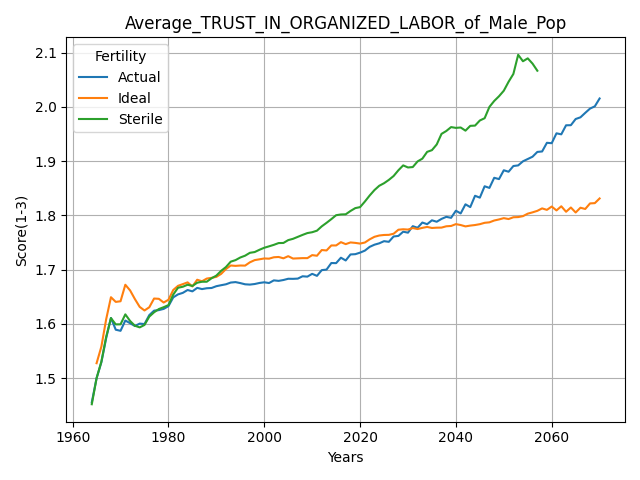 Average_TRUST_IN_ORGANIZED_LABOR_of_Male_Pop
Fertility
Actual
Ideal
Sterile
Score(1-3)
2.1
2.0
1.9
1.8
1.7
1.6
1.5
1960 1980 2000 2020 2040 2060
Years